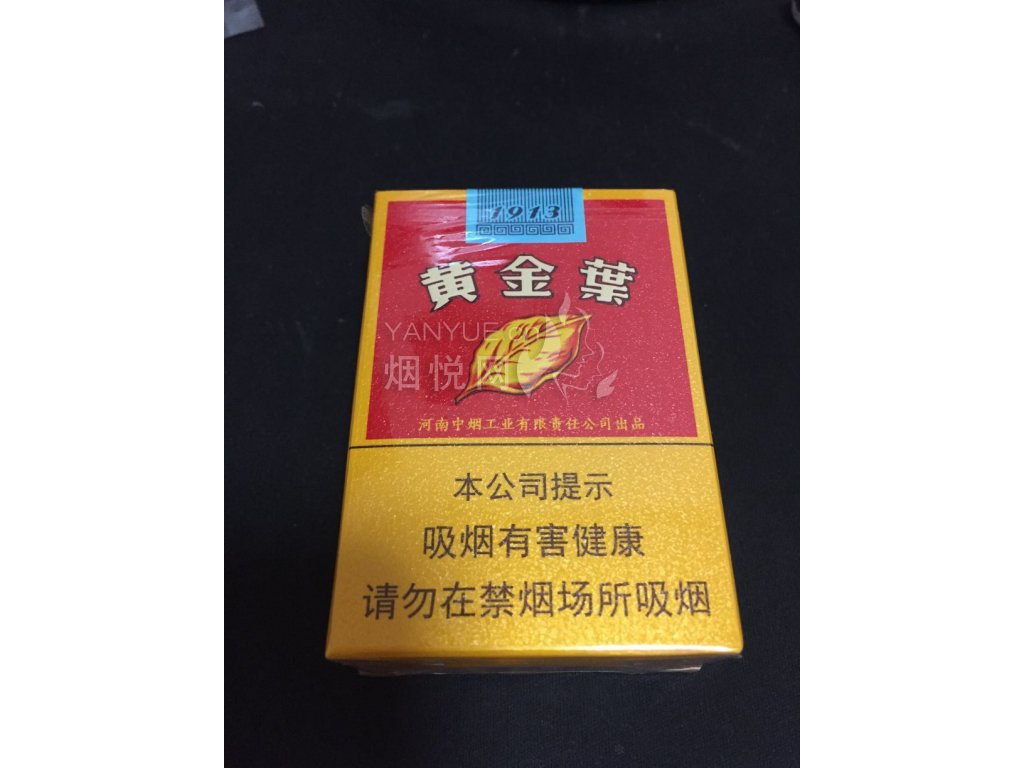 1913
黄金葉
YANYUE.CC
烟悦网
河南中烟工业有限责任公司出品
本公司提示
吸烟有害健康
请勿在禁烟场所吸烟